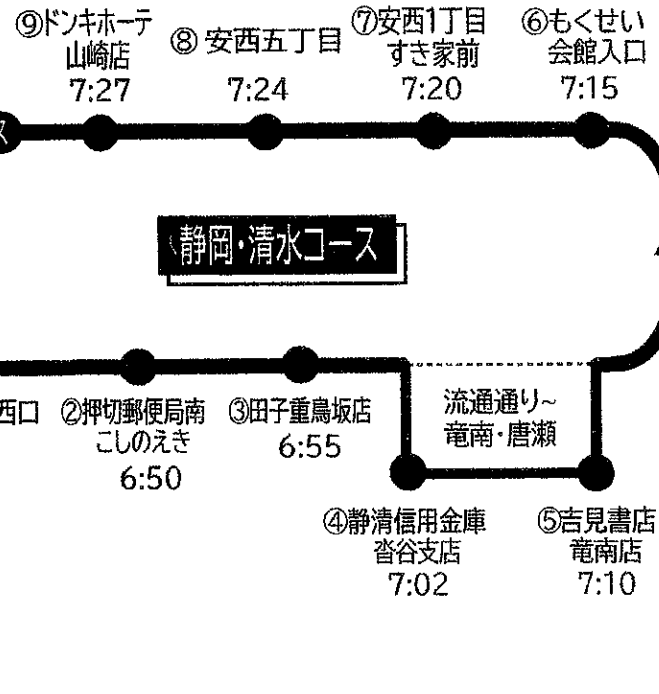 ⑨ドンキホーテ
山崎店
7:27
⑧ 安西五丁目
7:24
⑦安西1丁目
すき家前
7:20
⑥もくせい
会館入口
7:15
ス
静岡・清水コース
西口
②押切郵便局南
こしのえき
6:50
③田子重鳥坂店
6:55
流通通り~
竜南・唐瀬
④静清信用金庫
沓谷支店
7:02
⑤吉見書店
竜南店
7:10